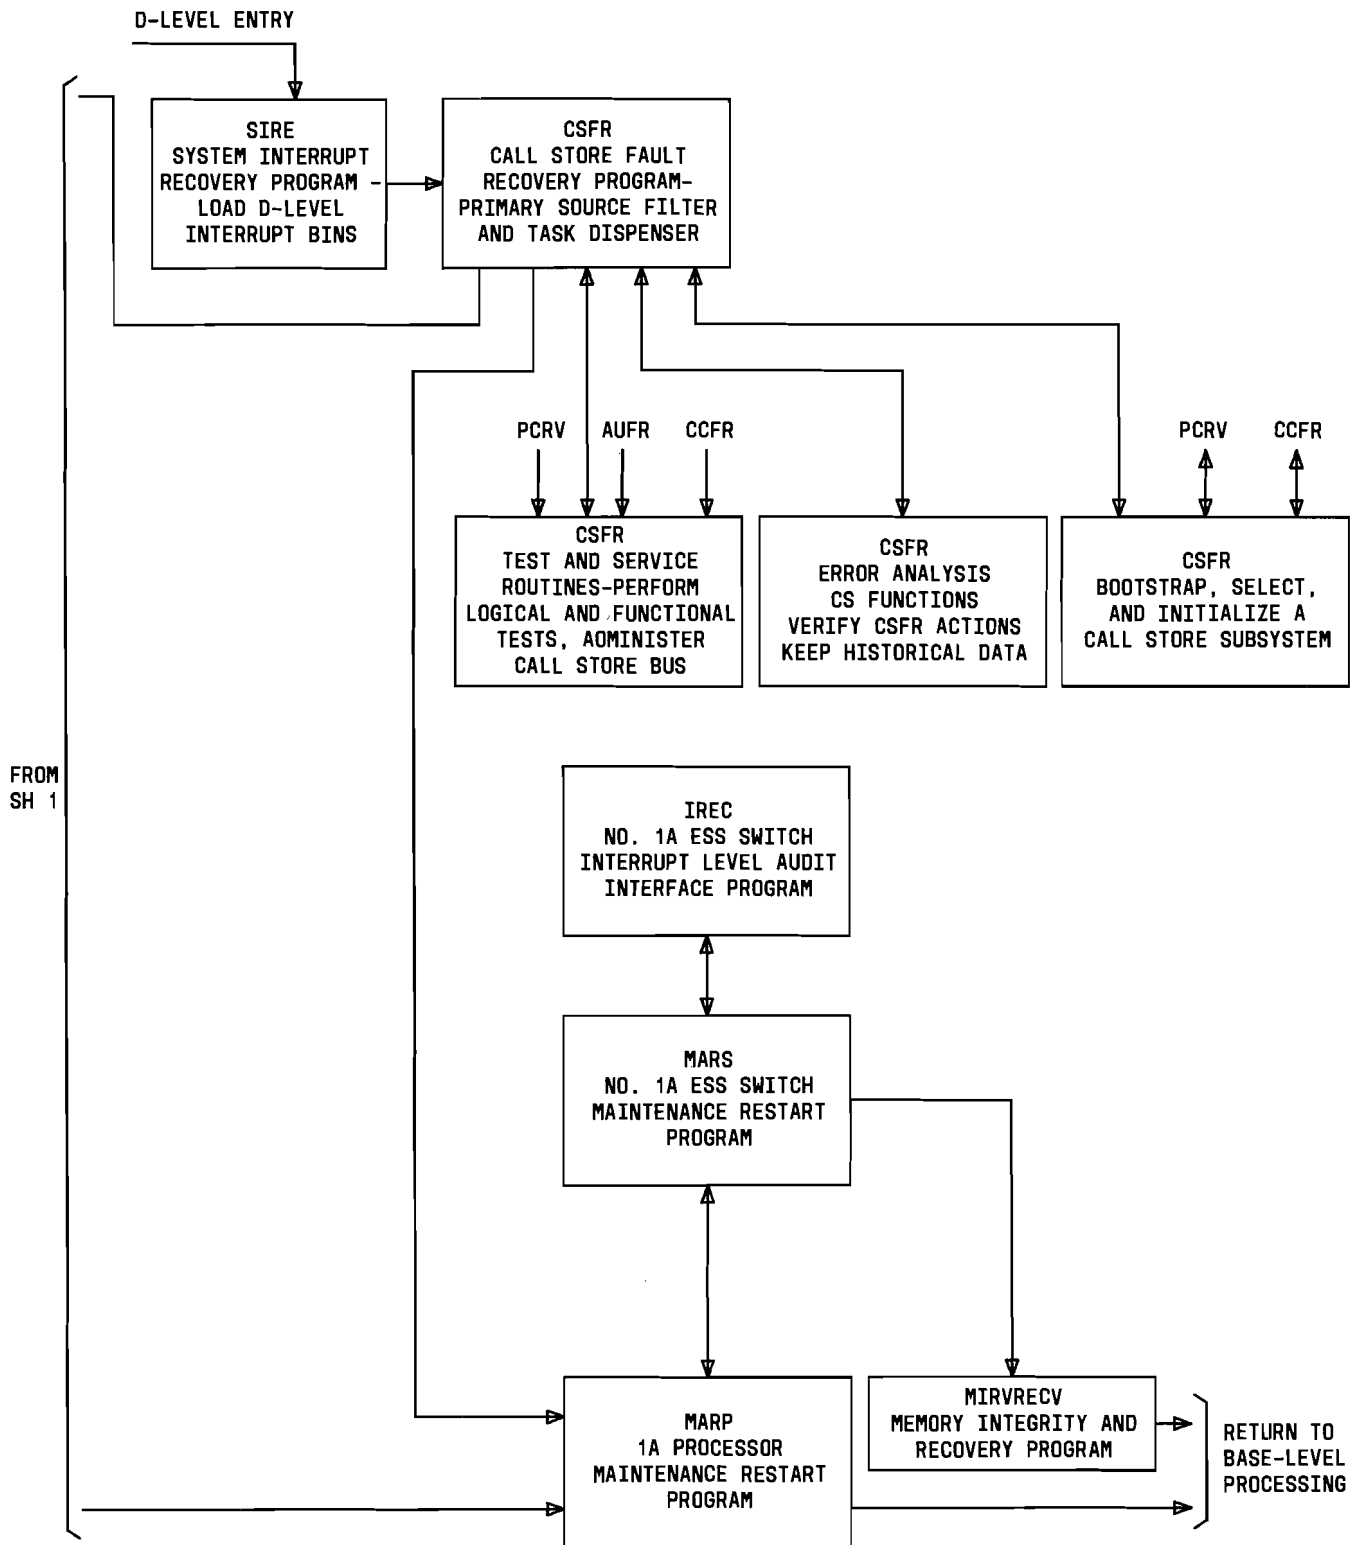 D-LEVEL ENTRY
SIRE
SYSTEM INTERRUPT
RECOVERY PROGRAM -
LOAD D-LEVEL
INTERRUPT BINS
CSFR
CALL STORE FAULT
RECOVERY PROGRAM-
PRIMARY SOURCE FILTER
AND TASK DISPENSER
PCRV
AUFR
CCFR
PCRV
CCFR
CSFR
TEST AND SERVICE
ROUTINES-PERFORM
LOGICAL AND FUNCTIONAL
TESTS, AOMINISTER
CALL STORE BUS
CSFR
ERROR ANALYSIS
CS FUNCTIONS
VERIFY CSFR ACTIONS
KEEP HISTORICAL DATA
CSFR
BOOTSTRAP, SELECT,
AND INITIALIZE A
CALL STORE SUBSYSTEM
FROM
SH 1
IREC
NO. 1A ESS SWITCH
INTERRUPT LEVEL AUDIT
INTERFACE PROGRAM
MARS
NO. 1A ESS SWITCH
MAINTENANCE RESTART
PROGRAM
MARP
1A PROCESSOR
MAINTENANCE RESTART
PROGRAM
MIRVRECV
MEMORY INTEGRITY AND
RECOVERY PROGRAM
RETURN TO
BASE-LEVEL
PROCESSING